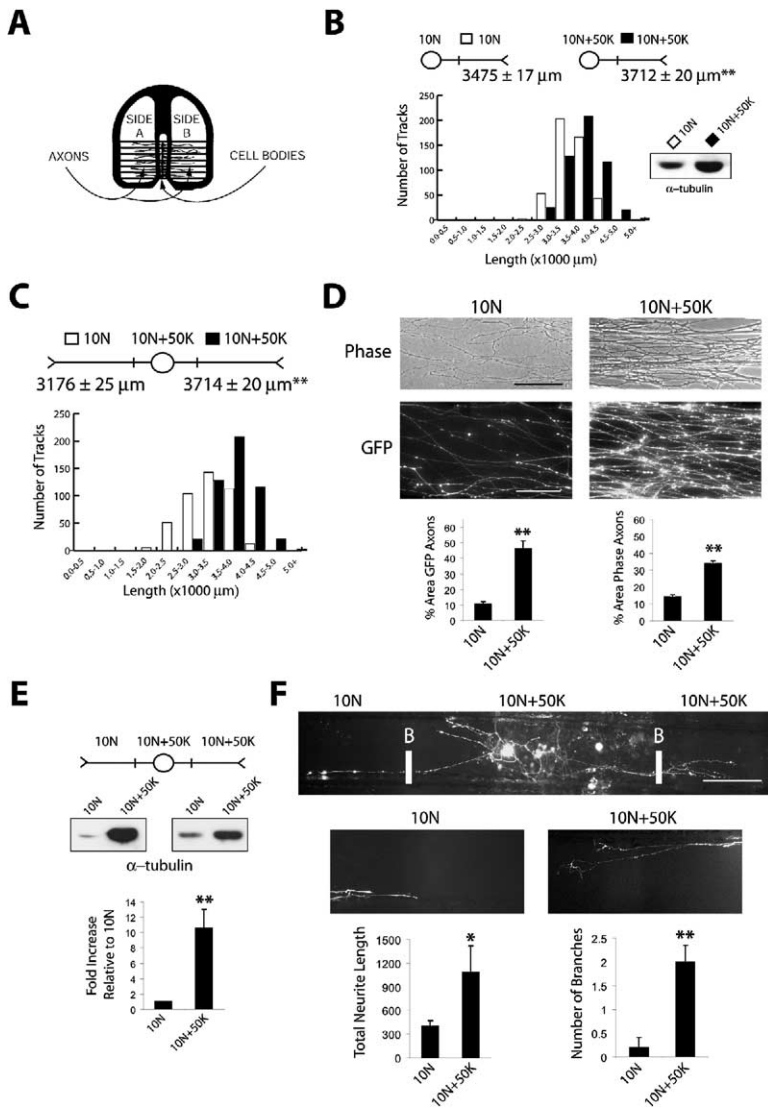 A
SIDE A
SIDE B
AXONS
CELL BODIES
B
10N □ 10N
10N+50K ■ 10N+50K
3475 ± 17 μm
3712 ± 20 μm**
Number of Tracks
250
200
150
100
50
0
0.0-0.5
0.5-1.0
1.0-1.5
1.5-2.0
2.0-2.5
2.5-3.0
3.0-3.5
3.5-4.0
4.0-4.5
4.5-5.0
5.0+
Length (x1000 μm)
10N
10N+50K
α-tubulin
C
□ 10N 10N+50K ■ 10N+50K
3176 ± 25 μm
3714 ± 20 μm**
Number of Tracks
250
200
150
100
50
0
0.0-0.5
0.5-1.0
1.0-1.5
1.5-2.0
2.0-2.5
2.5-3.0
3.0-3.5
3.5-4.0
4.0-4.5
4.5-5.0
5.0+
Length (x1000 μm)
D
10N
10N+50K
Phase
GFP
% Area GFP Axons
60
50
40
30
20
10
0
**
10N
10N+50K
% Area Phase Axons
60
50
40
30
20
10
0
**
10N
10N+50K
E
10N 10N+50K 10N+50K
10N
10N+50K
10N
10N+50K
α-tubulin
Fold Increase
Relative to 10N
14
12
10
8
6
4
2
0
**
10N
10N+50K
F
10N
10N+50K
10N+50K
B
B
10N
10N+50K
Total Neurite Length
1500
1200
900
600
300
0
*
10N
10N+50K
Number of Branches
2.5
2
1.5
1
0.5
0
**
10N
10N+50K